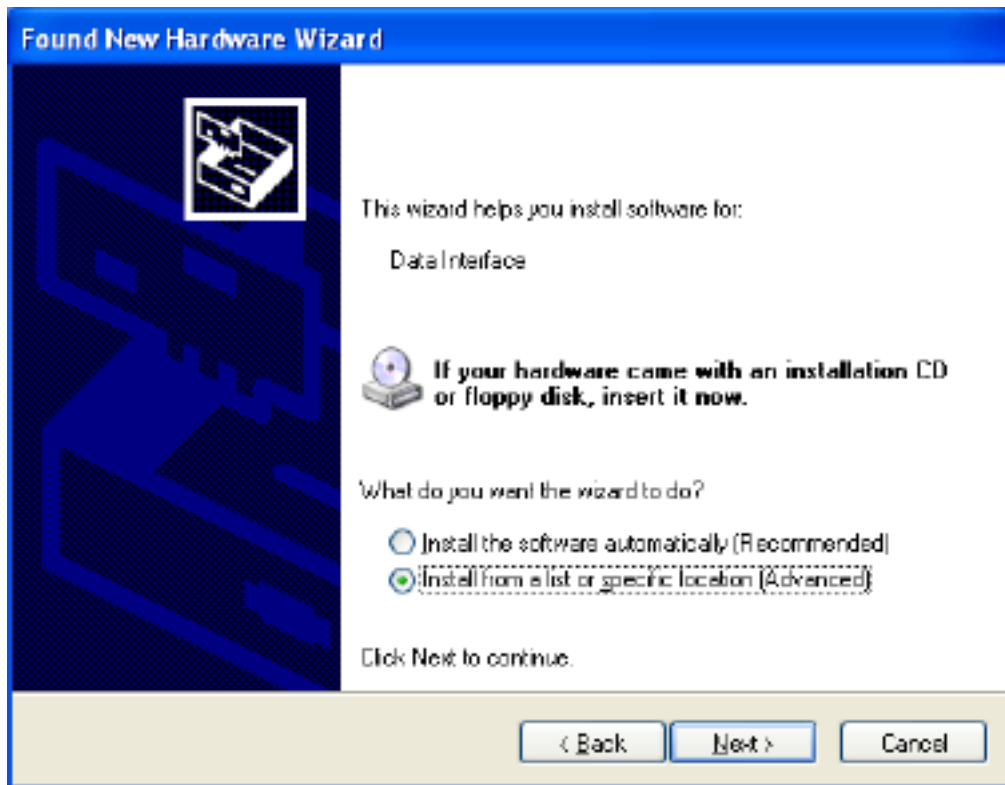 Found New Hardware Wizard
This wizard helps you install software for:
Data Interface
If your hardware came with an installation CD
or floppy disk, insert it now.
What do you want the wizard to do?
Install the software automatically (Recommended)
Install from a list or specific location (Advanced)
Click Next to continue.
< Back
Next >
Cancel